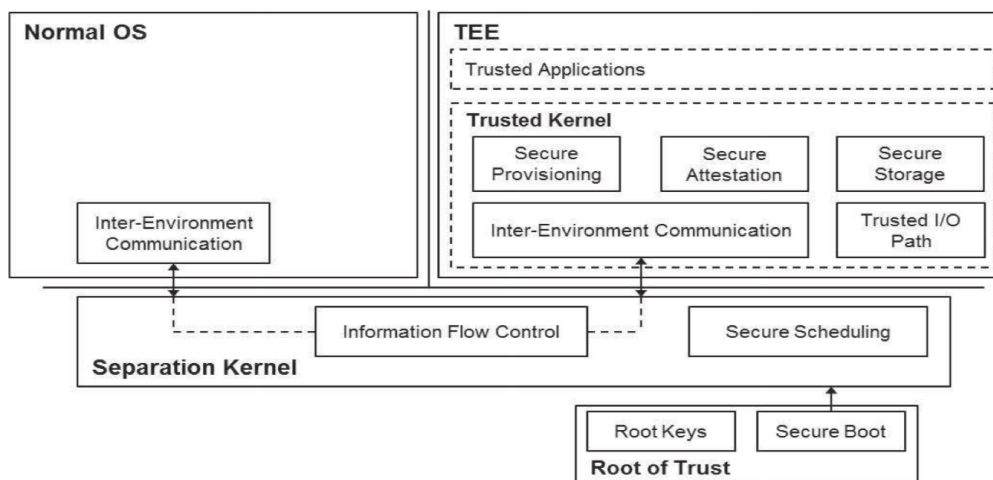 Normal OS
Inter-Environment
Communication
TEE
Trusted Applications
Trusted Kernel
Secure
Provisioning
Secure
Attestation
Secure
Storage
Inter-Environment Communication
Trusted I/O
Path
Information Flow Control
Secure Scheduling
Separation Kernel
Root Keys
Secure Boot
Root of Trust